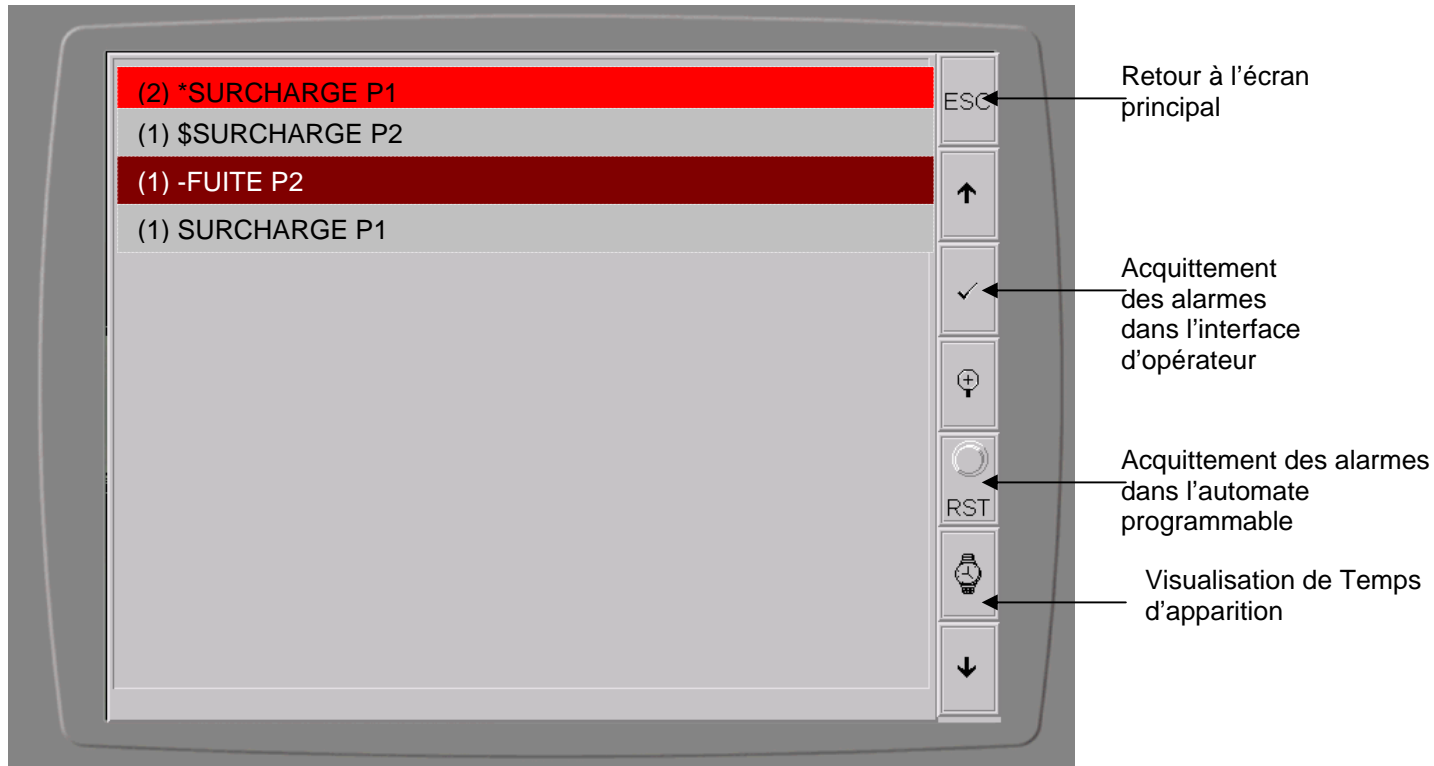 (2) *SURCHARGE P1
(1) $SURCHARGE P2
(1) -FUITE P2
(1) SURCHARGE P1
ESC
RST
Retour à l’écran
principal
Acquittement
des alarmes
dans l’interface
d’opérateur
Acquittement des alarmes
dans l’automate
programmable
Visualisation de Temps
d’apparition